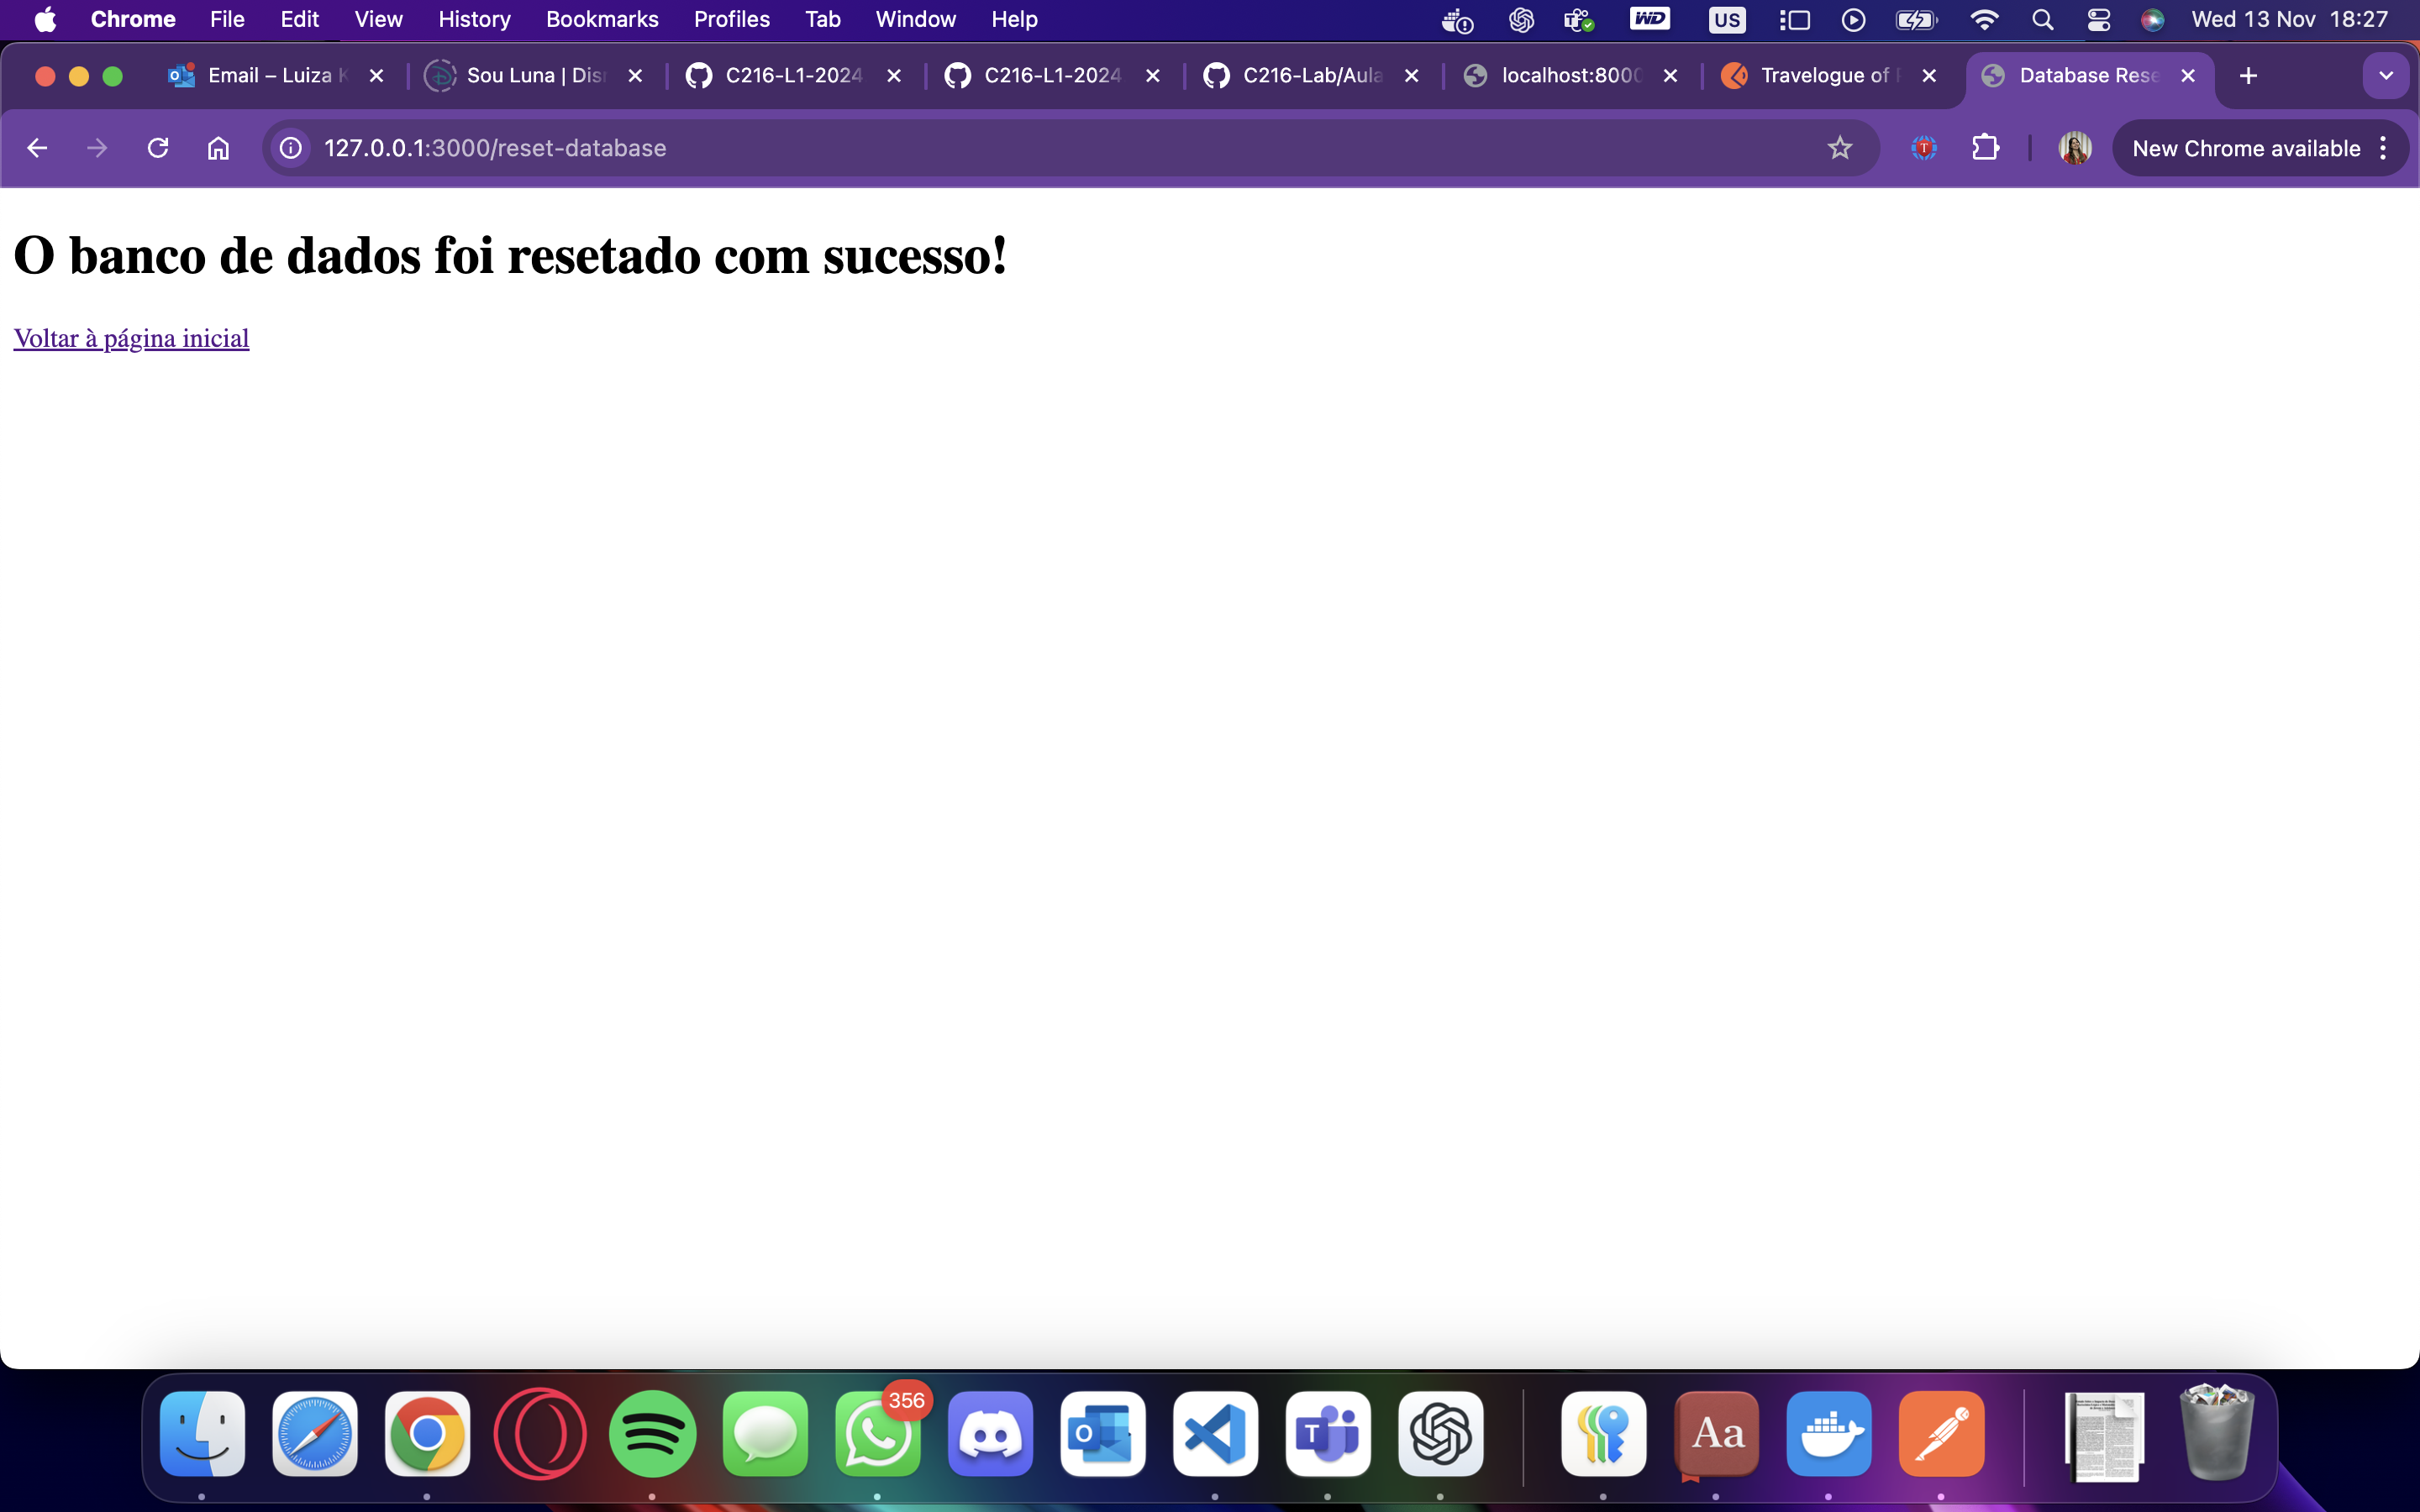 Chrome File Edit View History Bookmarks Profiles Tab Window Help WD US Wed 13 Nov 18:27
Email – Luiza K Sou Luna | Disn C216-L1-2024 C216-L1-2024 C216-Lab/Aula localhost:8000 Travelogue of Database Rese
127.0.0.1:3000/reset-database New Chrome available
O banco de dados foi resetado com sucesso!
Voltar à página inicial
356
Aa